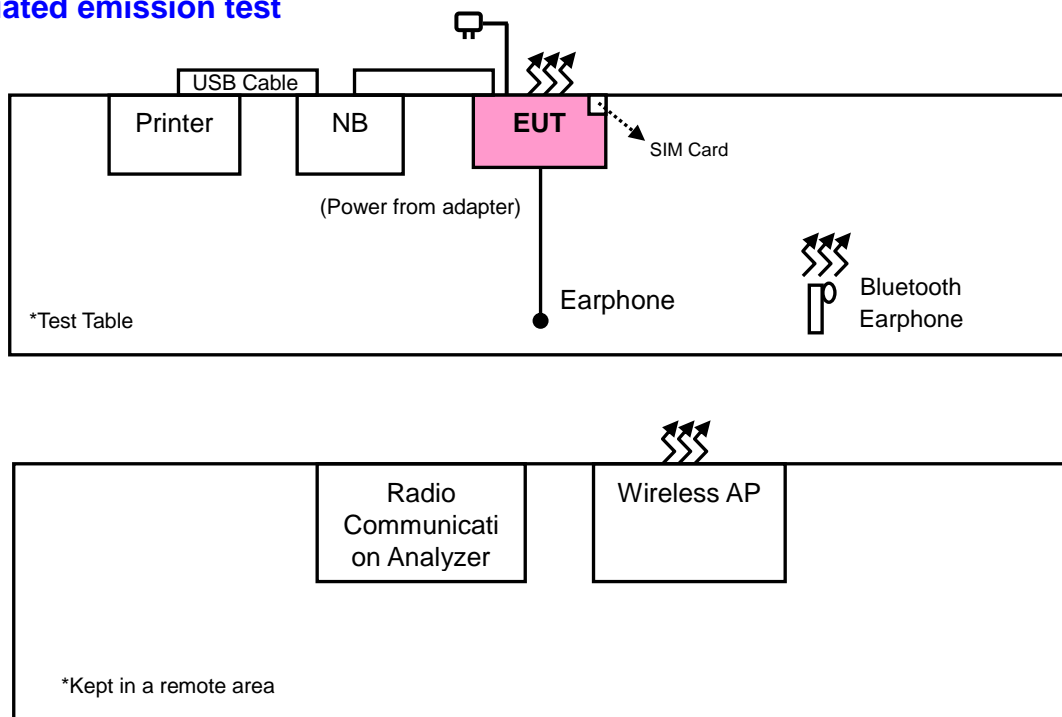 ated emission test
USB Cable
Printer
NB
EUT
SIM Card
(Power from adapter)
Earphone
Bluetooth
Earphone
*Test Table
Radio
Communicati
on Analyzer
Wireless AP
*Kept in a remote area